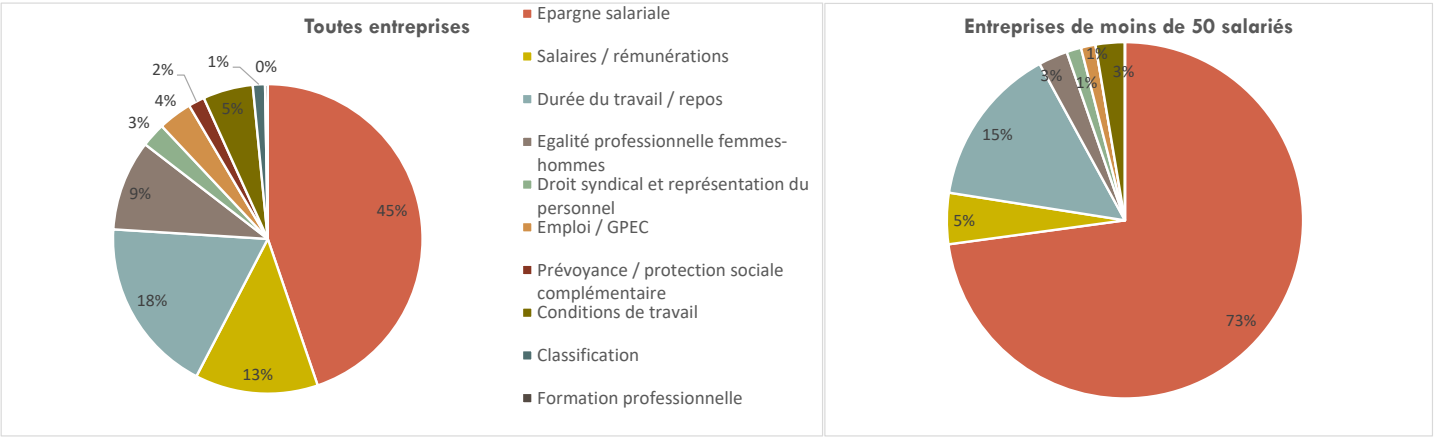 Toutes entreprises
45%
13%
18%
9%
3%
4%
2%
5%
1%
0%
Epargne salariale
Salaires / rémunérations
Durée du travail / repos
Egalité professionnelle femmes-
hommes
Droit syndical et représentation du
personnel
Emploi / GPEC
Prévoyance / protection sociale
complémentaire
Conditions de travail
Classification
Formation professionnelle
Entreprises de moins de 50 salariés
73%
5%
15%
3%
1%
1%
3%